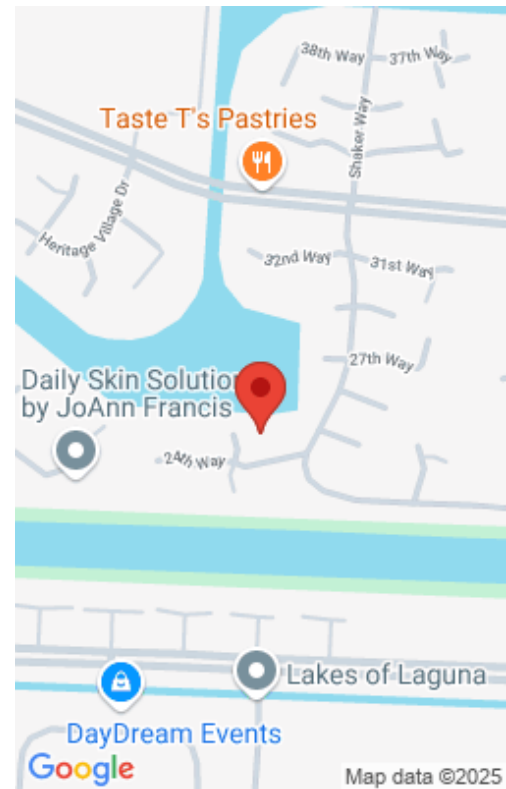 38th Way
37th Way
Taste T's Pastries
Shaker Way
Heritage Village Dr
32nd Way
31st Way
27th Way
Daily Skin Solution
by JoAnn Francis
24th Way
Lakes of Laguna
DayDream Events
Google
Map data ©2025